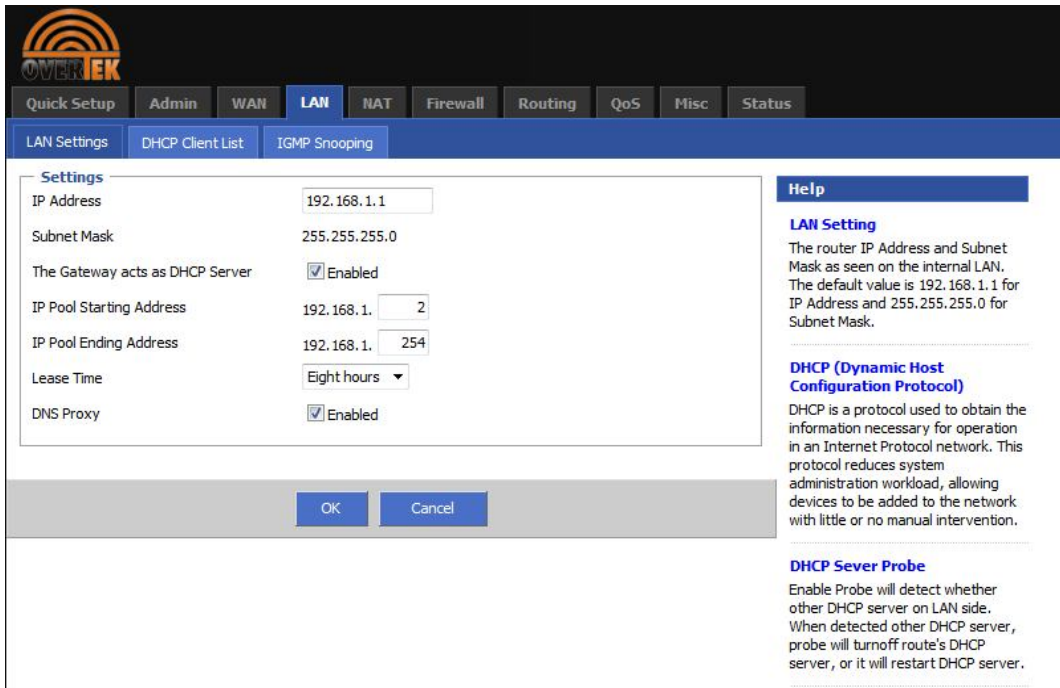 OVERTEK
Quick Setup Admin WAN LAN NAT Firewall Routing QoS Misc Status
LAN Settings DHCP Client List IGMP Snooping
Settings
IP Address 192.168.1.1
Subnet Mask 255.255.255.0
The Gateway acts as DHCP Server Enabled
IP Pool Starting Address 192.168.1. 2
IP Pool Ending Address 192.168.1. 254
Lease Time Eight hours
DNS Proxy Enabled
OK Cancel
Help
LAN Setting
The router IP Address and Subnet
Mask as seen on the internal LAN.
The default value is 192.168.1.1 for
IP Address and 255.255.255.0 for
Subnet Mask.
DHCP (Dynamic Host
Configuration Protocol)
DHCP is a protocol used to obtain the
information necessary for operation
in an Internet Protocol network. This
protocol reduces system
administration workload, allowing
devices to be added to the network
with little or no manual intervention.
DHCP Sever Probe
Enable Probe will detect whether
other DHCP server on LAN side.
When detected other DHCP server,
probe will turnoff route's DHCP
server, or it will restart DHCP server.